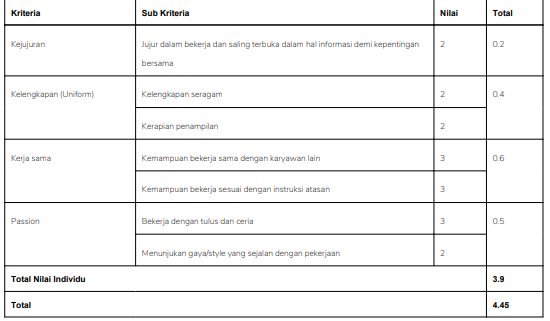 Kriteria Sub Kriteria Nilai Total
Kejujuran Jujur dalam bekerja dan saling terbuka dalam hal informasi demi kepentingan 2 0.2
bersama
Kelengkapan (Uniform) Kelengkapan seragam 2 0.4
Kerapian penampilan 2
Kerja sama Kemampuan bekerja sama dengan karyawan lain 3 0.6
Kemampuan bekerja sesuai dengan instruksi atasan 3
Passion Bekerja dengan tulus dan ceria 3 0.5
Menunjukan gaya/style yang sejalan dengan pekerjaan 2
Total Nilai Individu 3.9
Total 4.45